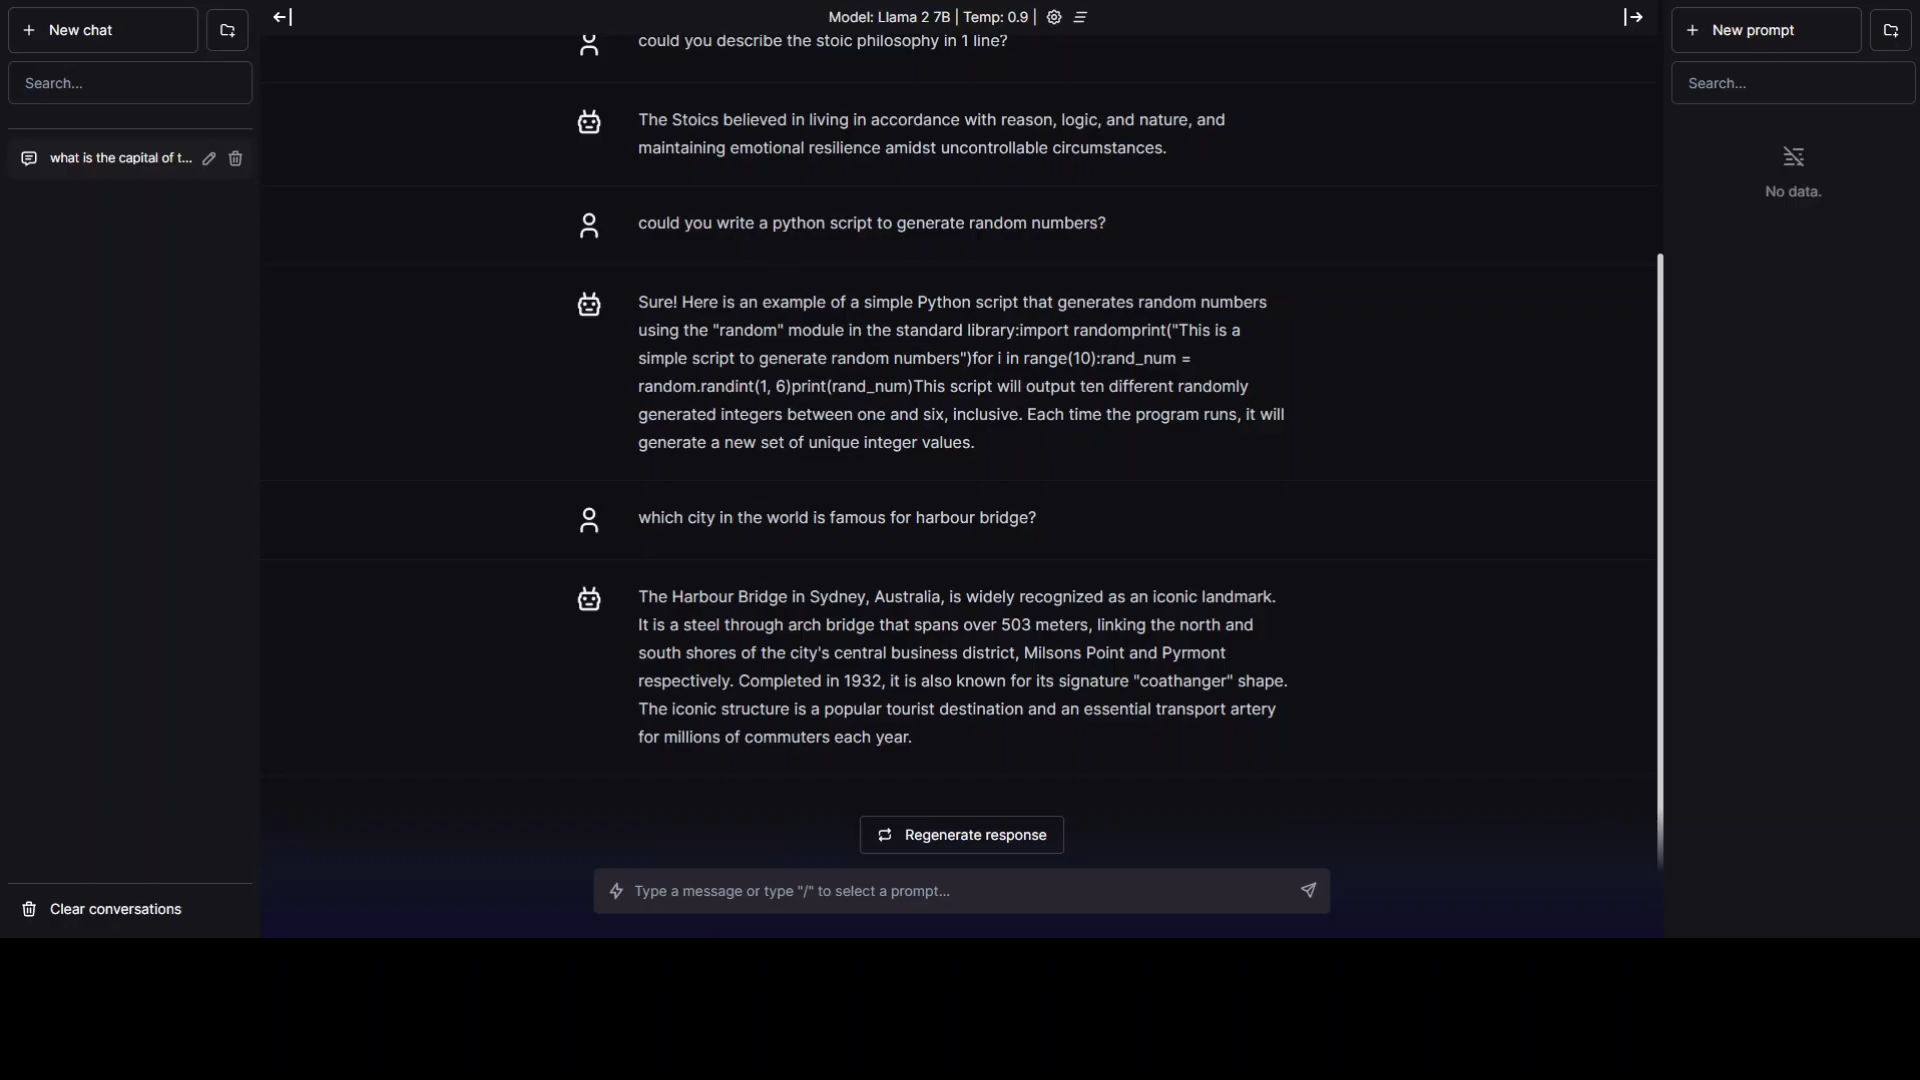 New chat
Search...
what is the capital of t...
Clear conversations
Model: Llama 2 7B | Temp: 0.9 |
could you describe the stoic philosophy in 1 line?
The Stoics believed in living in accordance with reason, logic, and nature, and
maintaining emotional resilience amidst uncontrollable circumstances.
could you write a python script to generate random numbers?
Sure! Here is an example of a simple Python script that generates random numbers
using the "random" module in the standard library:import randomprint("This is a
simple script to generate random numbers")for i in range(10):rand_num =
random.randint(1, 6)print(rand_num)This script will output ten different randomly
generated integers between one and six, inclusive. Each time the program runs, it will
generate a new set of unique integer values.
which city in the world is famous for harbour bridge?
The Harbour Bridge in Sydney, Australia, is widely recognized as an iconic landmark.
It is a steel through arch bridge that spans over 503 meters, linking the north and
south shores of the city's central business district, Milsons Point and Pyrmont
respectively. Completed in 1932, it is also known for its signature "coathanger" shape.
The iconic structure is a popular tourist destination and an essential transport artery
for millions of commuters each year.
Regenerate response
Type a message or type "/" to select a prompt...
New prompt
Search...
No data.